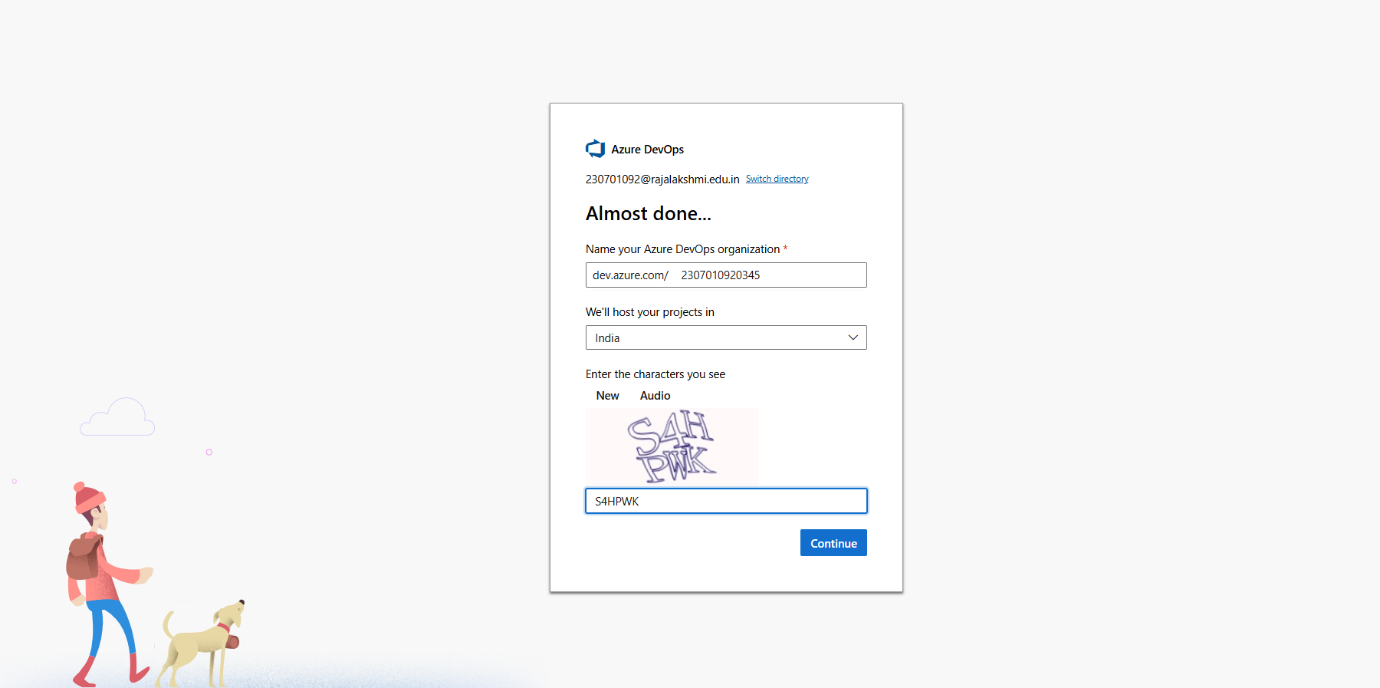 Azure DevOps
230701092@rajalakshmi.edu.in Switch directory
Almost done...
Name your Azure DevOps organization *
dev.azure.com/ 2307010920345
We'll host your projects in
India
Enter the characters you see
New Audio
S4H
PWK
S4HPWK
Continue